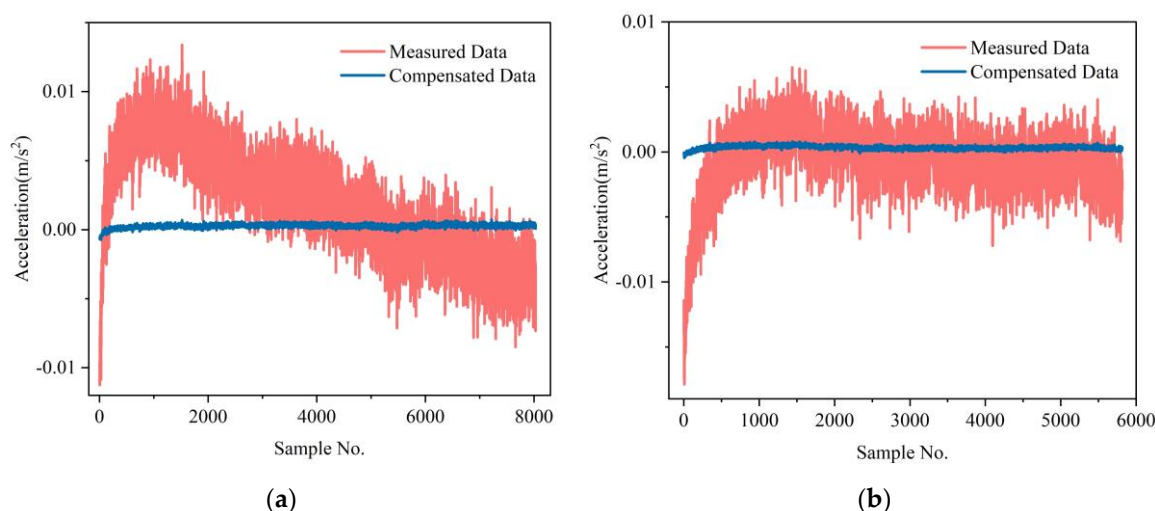 Measured Data
Compensated Data
0.01
0.00
-0.01
Acceleration(m/s²)
0 2000 4000 6000 8000
Sample No.
(a)
0.01
Measured Data
Compensated Data
0.00
-0.01
Acceleration(m/s²)
0 1000 2000 3000 4000 5000 6000
Sample No.
(b)